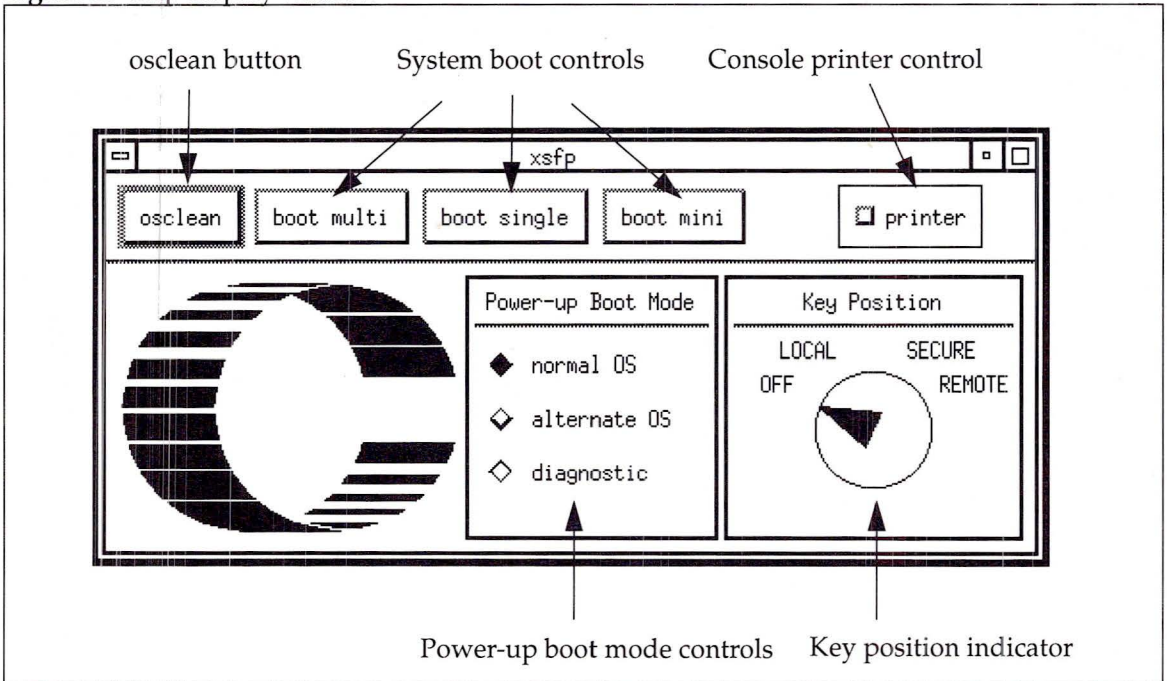 osclean button System boot controls Console printer control
xsfp
osclean boot multi boot single boot mini printer
Power-up Boot Mode Key Position
normal OS
alternate OS
diagnostic
LOCAL SECURE
OFF REMOTE
Power-up boot mode controls Key position indicator